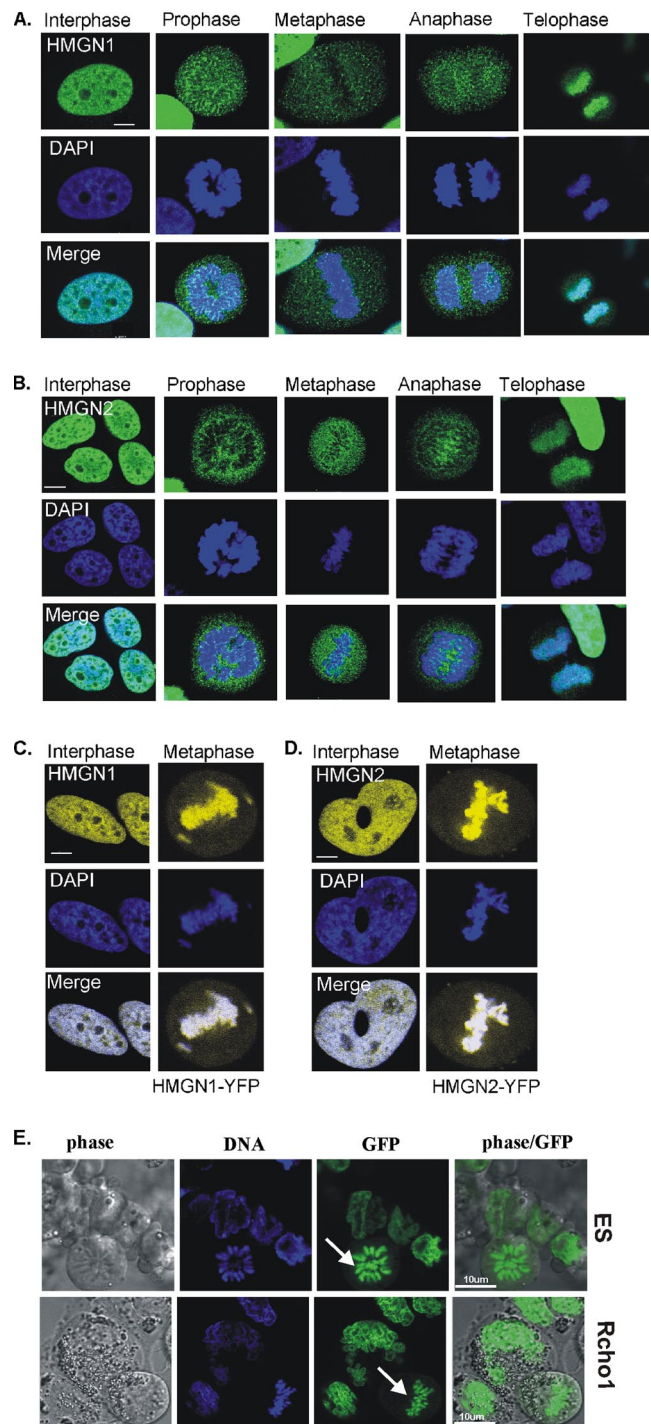 A.
Interphase Prophase Metaphase Anaphase Telophase
HMGN1
DAPI
Merge
B.
Interphase Prophase Metaphase Anaphase Telophase
HMGN2
DAPI
Merge
C.
Interphase Metaphase
HMGN1
DAPI
Merge
HMGN1-YFP
D.
Interphase Metaphase
HMGN2
DAPI
Merge
HMGN2-YFP
E.
phase DNA GFP phase/GFP
10um
ES
10um
Rcho1